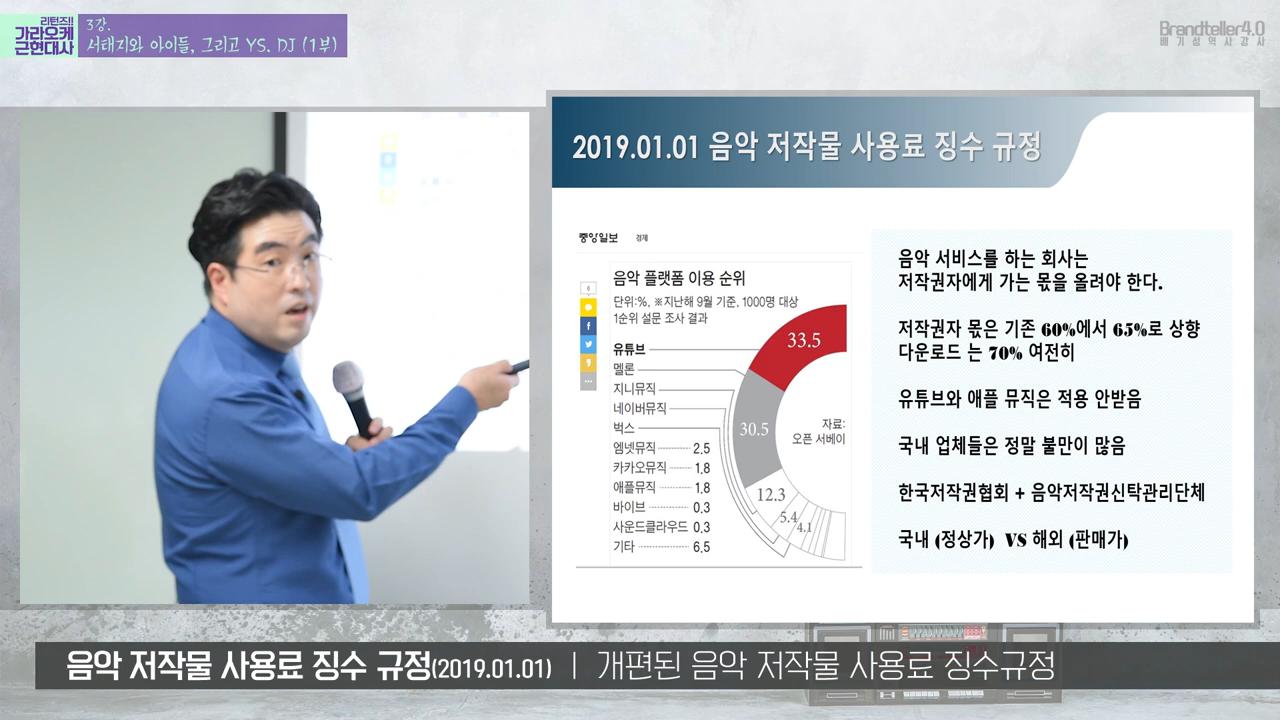 리턴즈!!
가라오케
근현대사
3강.
서태지와 아이들, 그리고 YS. DJ (1부)
Brandteller4.0
배기성역사강사
2019.01.01 음악 저작물 사용료 징수 규정
중앙일보 경제
음악 플랫폼 이용 순위
단위:%, ※지난해 9월 기준, 1000명 대상
1순위 설문 조사 결과
유튜브
멜론
지니뮤직
네이버뮤직
벅스
엠넷뮤직 2.5
카카오뮤직 1.8
애플뮤직 1.8
바이브 0.3
사운드클라우드 0.3
기타 6.5
33.5
30.5
12.3
5.4
4.1
자료:
오픈 서베이
음악 서비스를 하는 회사는
저작권자에게 가는 몫을 올려야 한다.
저작권자 몫은 기존 60%에서 65%로 상향
다운로드 는 70% 여전히
유튜브와 애플 뮤직은 적용 안받음
국내 업체들은 정말 불만이 많음
한국저작권협회 + 음악저작권신탁관리단체
국내 (정상가) VS 해외 (판매가)
음악 저작물 사용료 징수 규정(2019.01.01) | 개편된 음악 저작물 사용료 징수규정